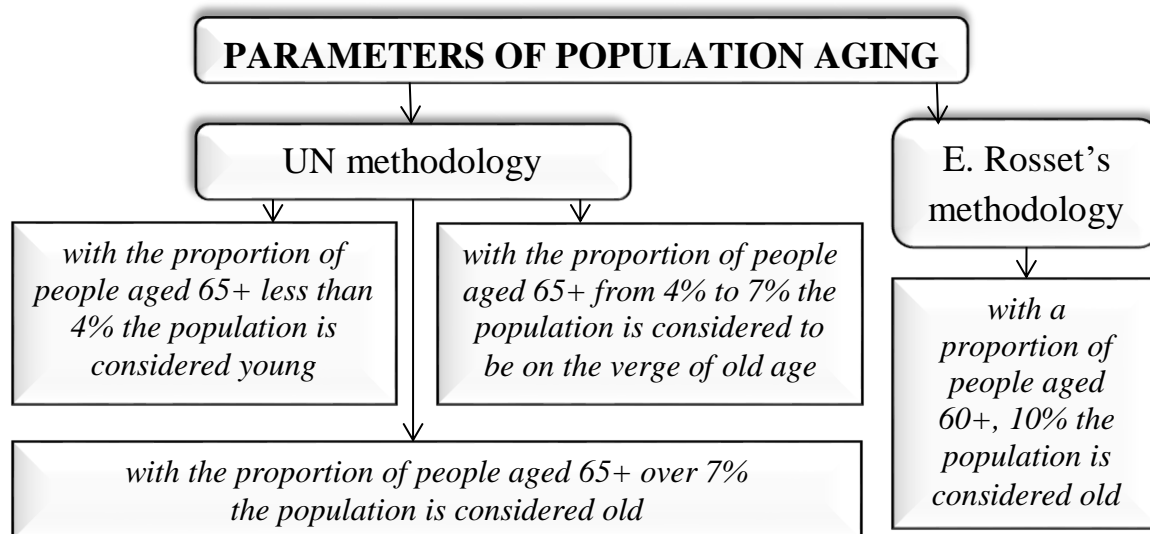 PARAMETERS OF POPULATION AGING
UN methodology
E. Rosset’s
methodology
with the proportion of
people aged 65+ less than
4% the population is
considered young
with the proportion of people
aged 65+ from 4% to 7% the
population is considered to
be on the verge of old age
with the proportion of people aged 65+ over 7%
the population is considered old
with a
proportion of
people aged
60+, 10% the
population is
considered old